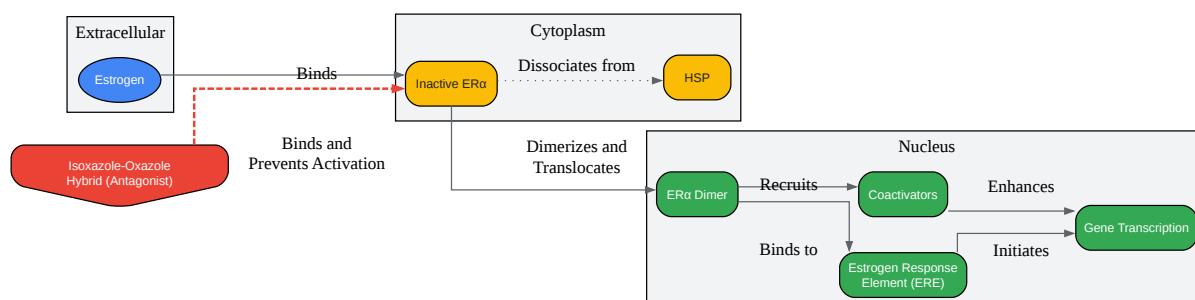 Extracellular
Estrogen
Binds
Cytoplasm
Inactive ERα
Dissociates from
HSP
Isoxazole-Oxazole
Hybrid (Antagonist)
Binds and
Prevents Activation
Dimerizes and
Translocates
Nucleus
ERα Dimer
Recruits
Coactivators
Enhances
Gene Transcription
Binds to
Estrogen Response
Element (ERE)
Initiates